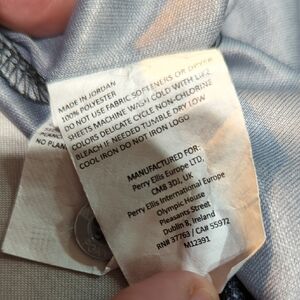 MADE IN JORDAN
100% POLYESTER
DO NOT USE FABRIC SOFTENERS OR DRYER
SHEETS MACHINE WASH COLD WITH LIKE
COLORS DELICATE CYCLE NON-CHLORINE
BLEACH IF NEEDED TUMBLE DRY LOW
COOL IRON DO NOT IRON LOGO
MANUFACTURED FOR:
Perry Ellis Europe LTD,
CM8 3DJ, UK
Perry Ellis International Europe
Olympic House
Pleasants Street
Dublin 8, Ireland
RN# 37763 / CA# 55972
M12391
NO PLAN